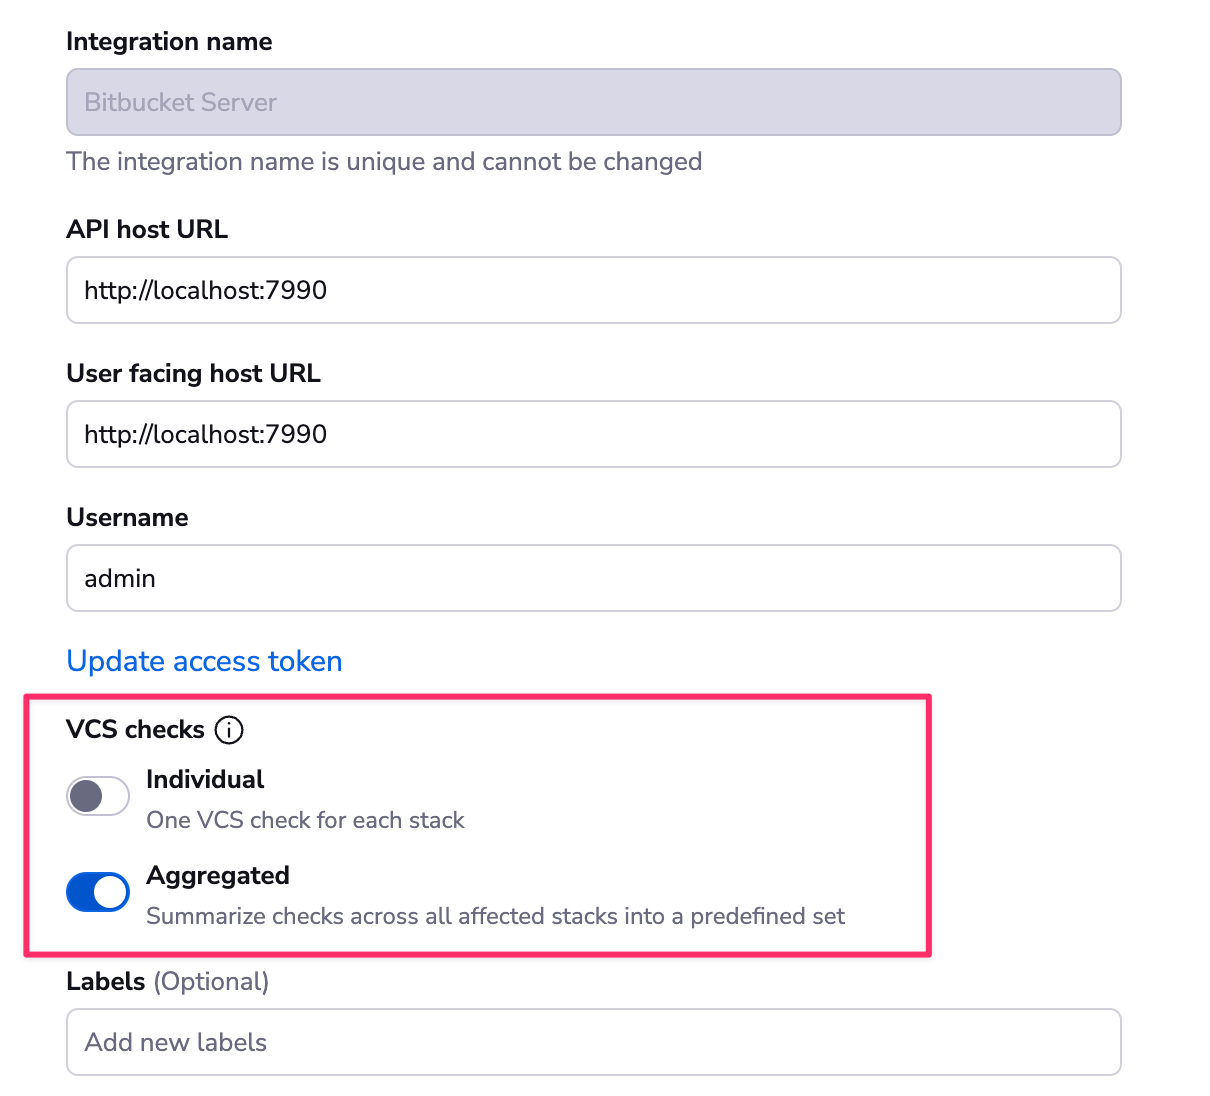 Integration name
Bitbucket Server
The integration name is unique and cannot be changed
API host URL
http://localhost:7990
User facing host URL
http://localhost:7990
Username
admin
Update access token
VCS checks
Individual
One VCS check for each stack
Aggregated
Summarize checks across all affected stacks into a predefined set
Labels (Optional)
Add new labels